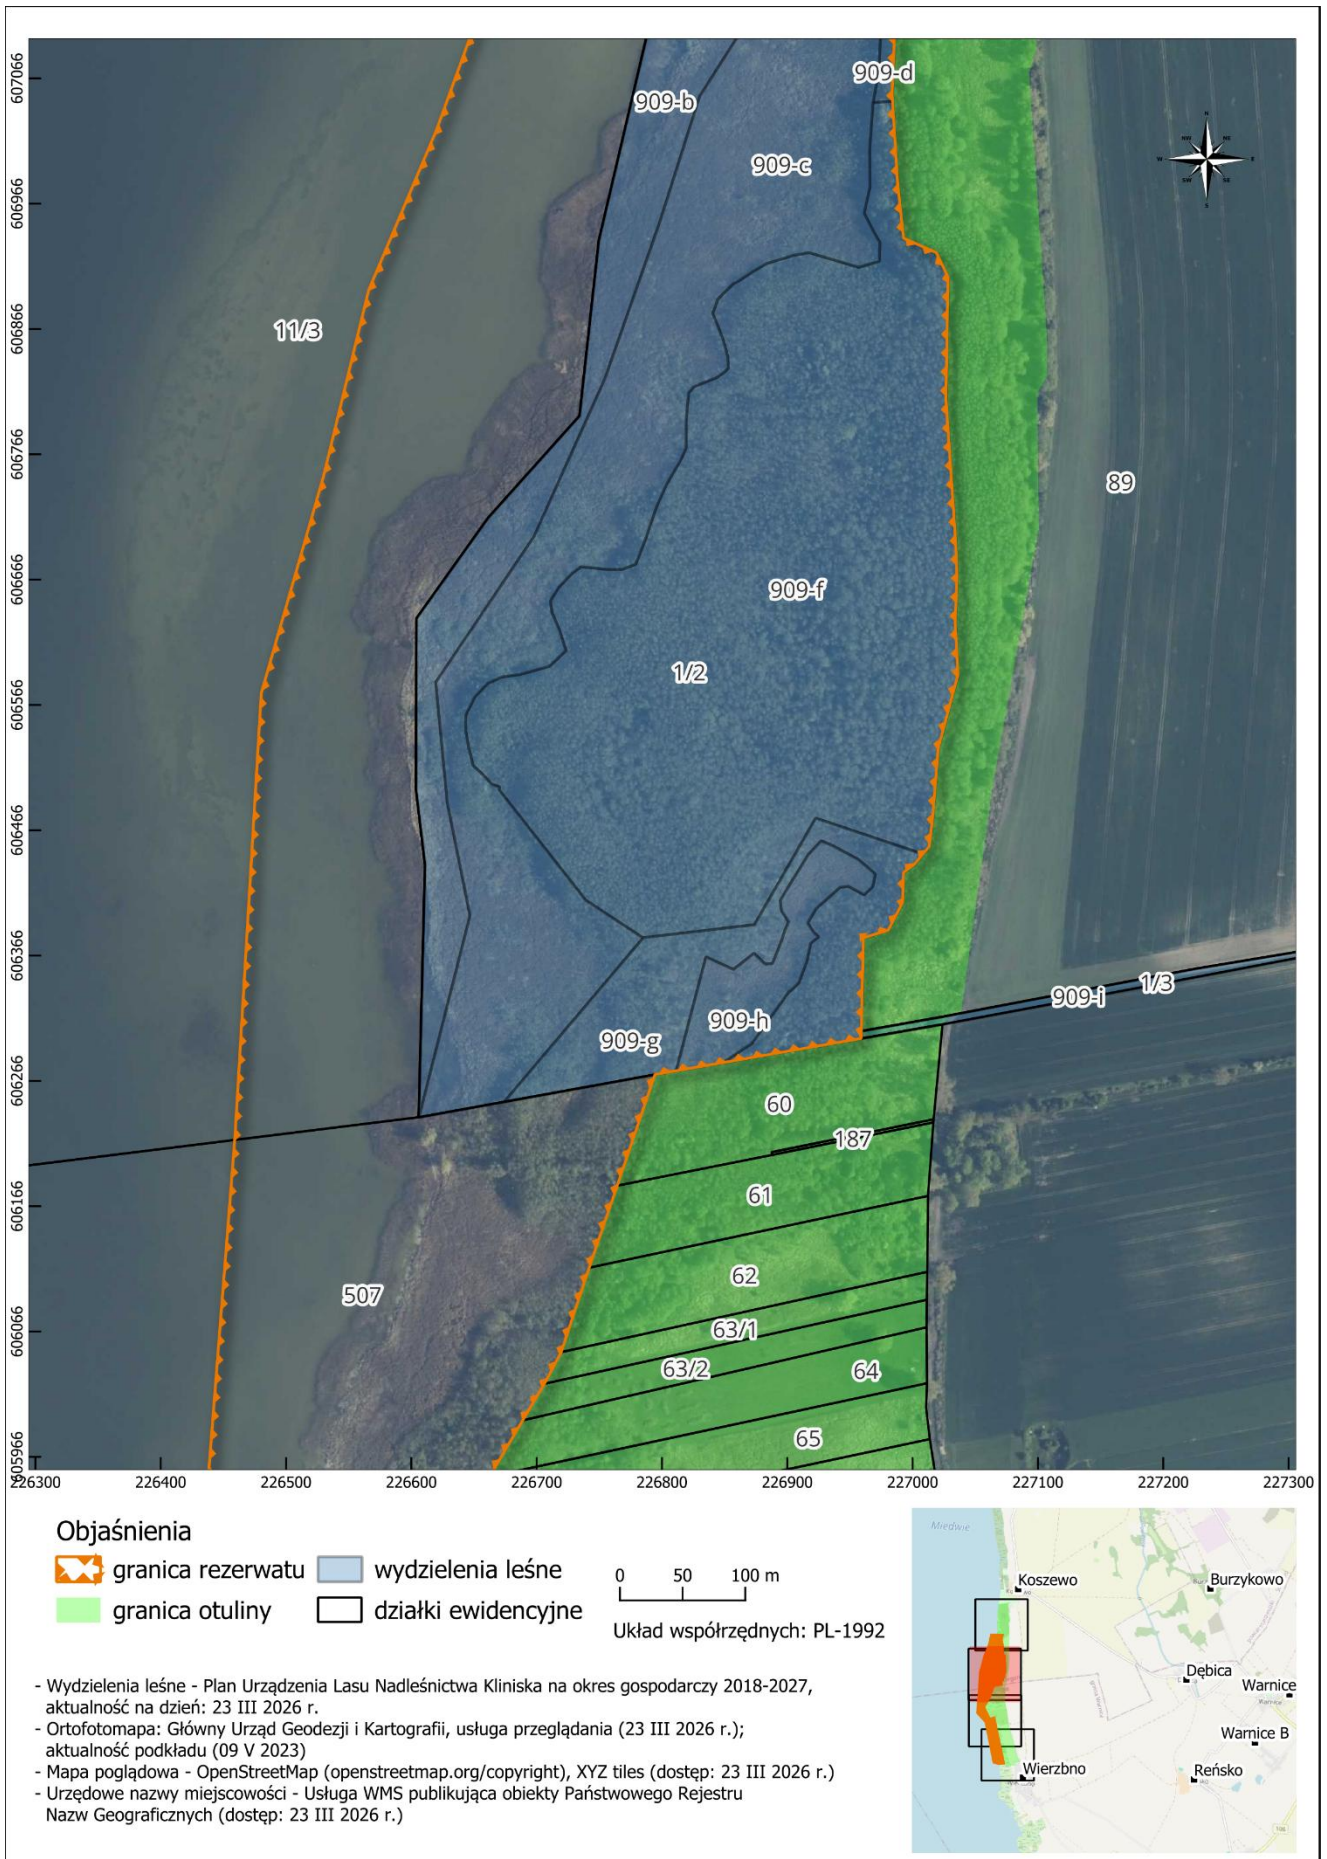 607066
606966
606866
606766
606666
606566
606466
606366
606266
606166
606066
605966
909-d
909-b
909-c
N
NE
E
SE
S
SW
W
NW
11/3
89
909-f
1/2
1/3
909-i
909-h
909-g
60
187
61
62
507
63/1
63/2
64
65
226300
226400
226500
226600
226700
226800
226900
227000
227100
227200
227300
Objaśnienia
granica rezerwatu
wydzielenia leśne
granica otuliny
działki ewidencyjne
0 50 100 m
Układ współrzędnych: PL-1992
- Wydzielenia leśne - Plan Urządzenia Lasu Nadleśnictwa Kliniska na okres gospodarczy 2018-2027,
aktualność na dzień: 23 III 2026 r.
- Ortofotomapa: Główny Urząd Geodezji i Kartografii, usługa przeglądania (23 III 2026 r.);
aktualność podkładu (09 V 2023)
- Mapa poglądowa - OpenStreetMap (openstreetmap.org/copyright), XYZ tiles (dostęp: 23 III 2026 r.)
- Urzędowe nazwy miejscowości - Usługa WMS publikująca obiekty Państwowego Rejestru
Nazw Geograficznych (dostęp: 23 III 2026 r.)
Miedwie
Koszewo
Burzykowo
Dębica
Warnice
Warnice B
Wierzbno
Reńsko